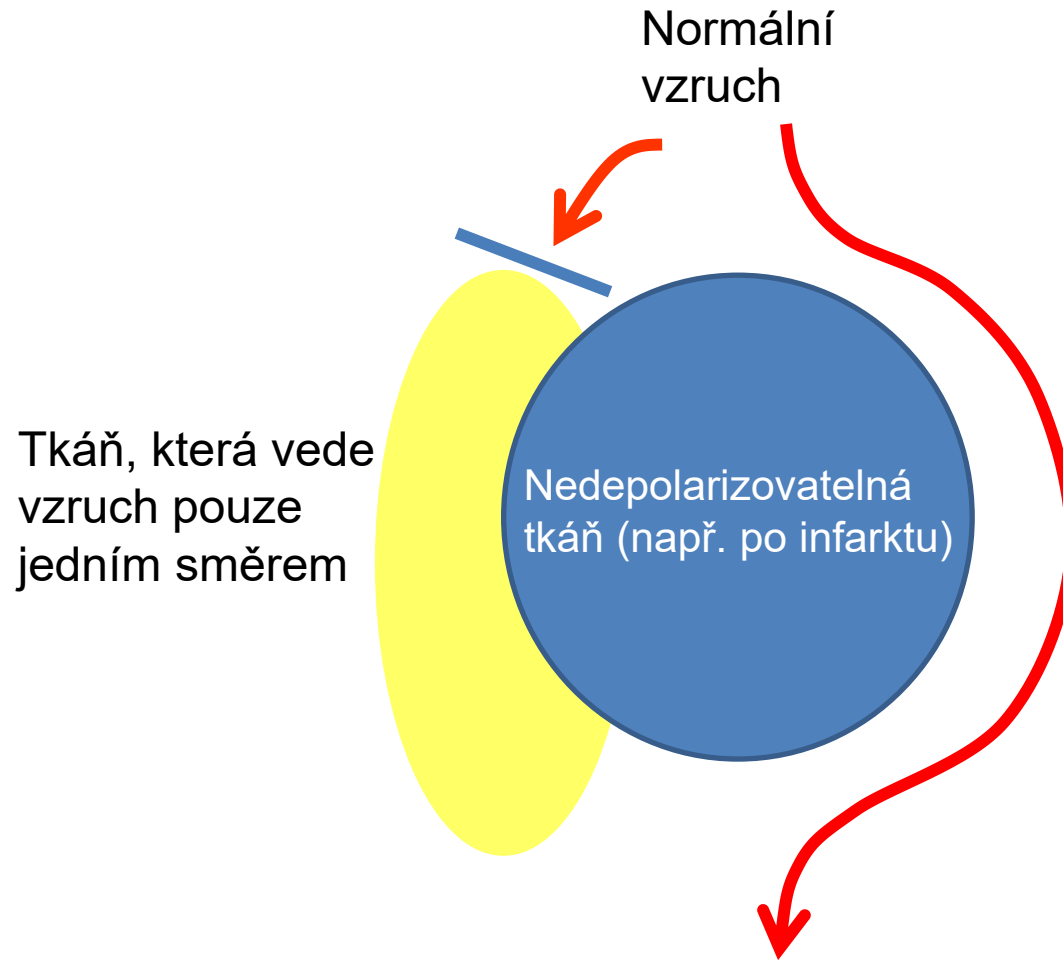 Normální
vzruch
Tkáň, která vede
vzruch pouze
jedním směrem
Nedepolarizovatelná
tkáň (např. po infarktu)